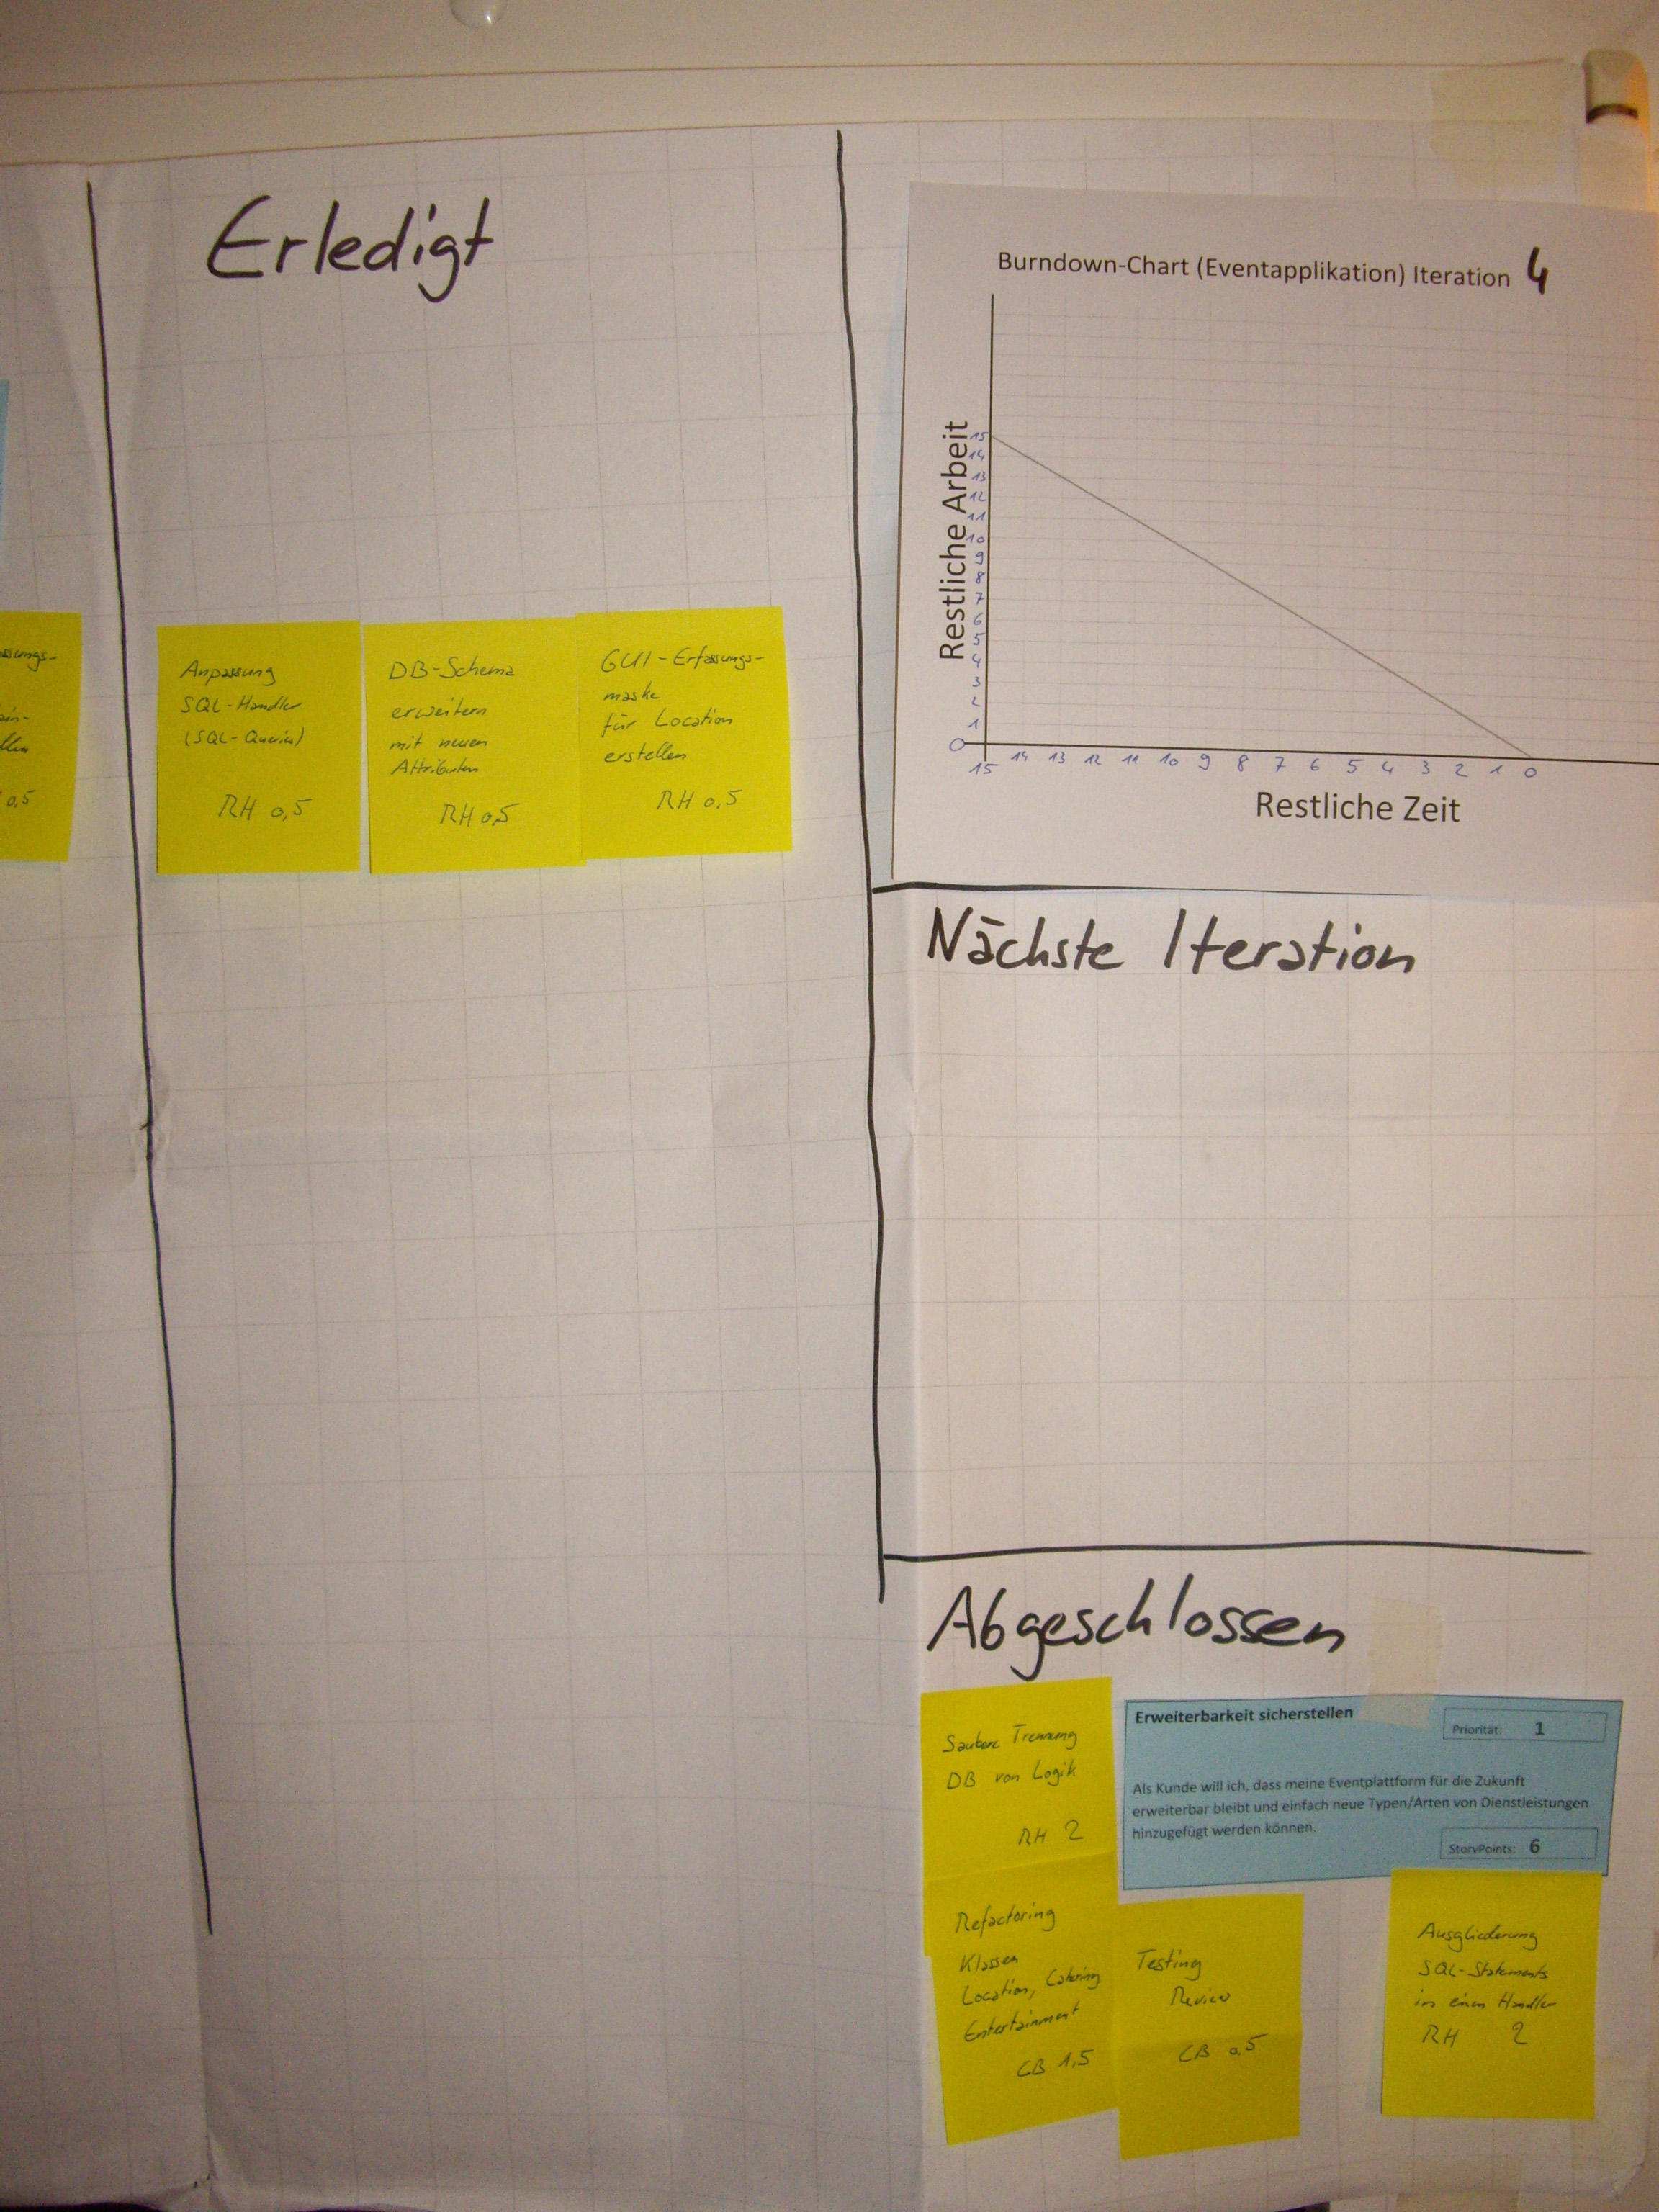 Erledigt
ssungs-
ain-
llen
0,5
Anpassung
SQL-Handler
(SQL-Queries)
RH 0,5
DB-Schema
erweitern
mit neuen
Attributen
RH 0,5
GUI-Erfassungs-
maske
für Location
erstellen
RH 0,5
Burndown-Chart (Eventapplikation) Iteration 4
Restliche Arbeit
15
14
13
12
11
10
9
8
7
6
5
4
3
2
1
0
15 14 13 12 11 10 9 8 7 6 5 4 3 2 1 0
Restliche Zeit
Nächste Iteration
Abgeschlossen
Saubere Trennung
DB von Logik
RH 2
Erweiterbarkeit sicherstellen
Priorität: 1
Als Kunde will ich, dass meine Eventplattform für die Zukunft
erweiterbar bleibt und einfach neue Typen/Arten von Dienstleistungen
hinzugefügt werden können.
StoryPoints: 6
Refactoring
Klassen
Location, Catering
Entertainment
CB 1,5
Testing
Review
CB 0,5
Ausgliederung
SQL-Statements
in einen Handler
RH 2